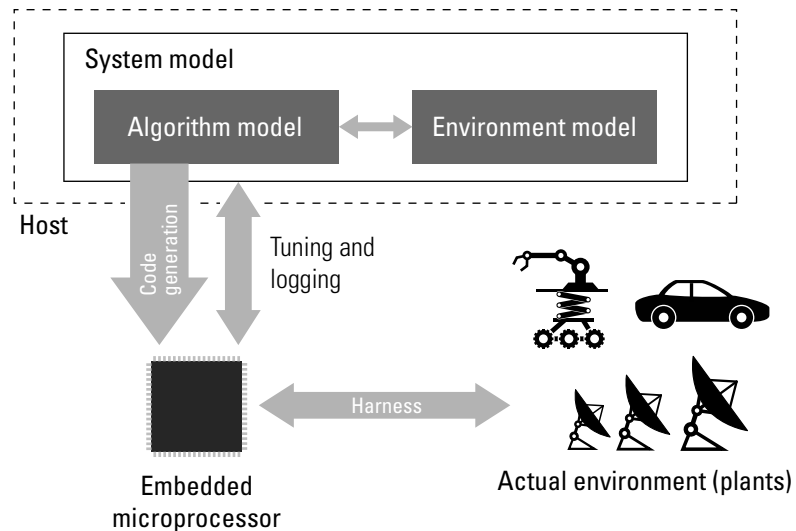 System model
Algorithm model
Environment model
Host
Code
generation
Tuning and
logging
Harness
Embedded
microprocessor
Actual environment (plants)